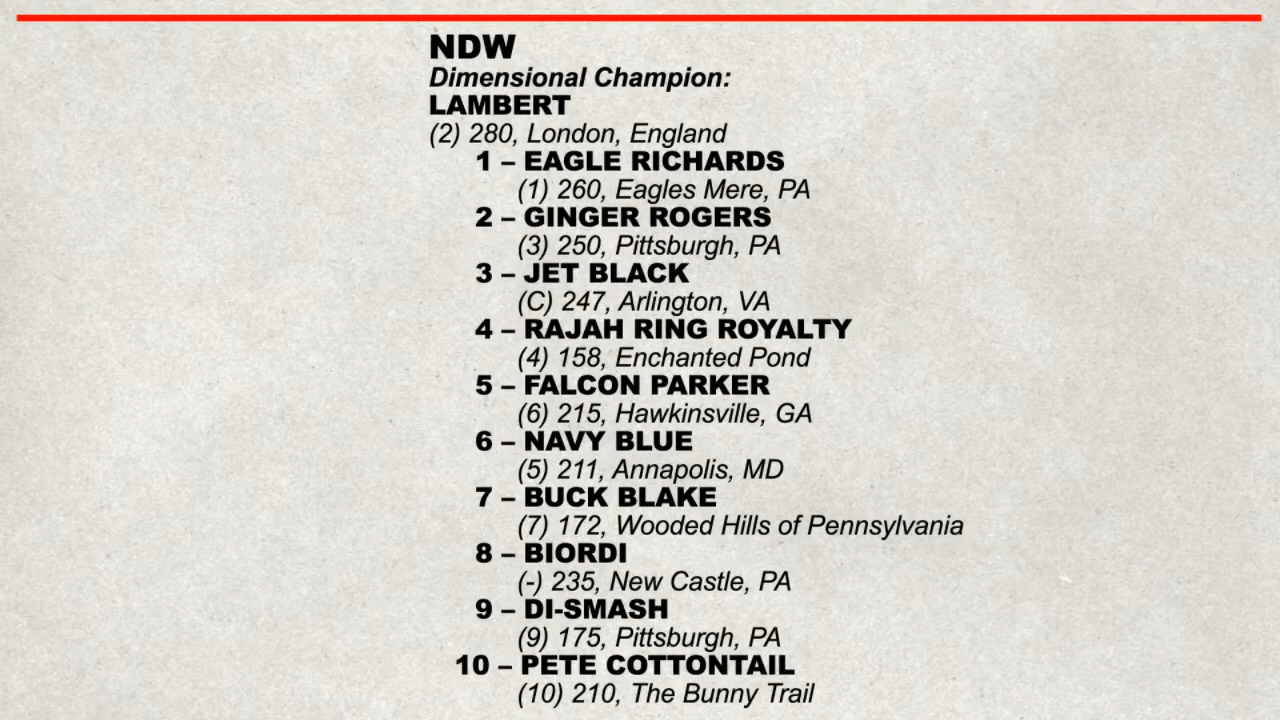 NDW
Dimensional Champion:
LAMBERT
(2) 280, London, England
1 – EAGLE RICHARDS
(1) 260, Eagles Mere, PA
2 – GINGER ROGERS
(3) 250, Pittsburgh, PA
3 – JET BLACK
(C) 247, Arlington, VA
4 – RAJAH RING ROYALTY
(4) 158, Enchanted Pond
5 – FALCON PARKER
(6) 215, Hawkinsville, GA
6 – NAVY BLUE
(5) 211, Annapolis, MD
7 – BUCK BLAKE
(7) 172, Wooded Hills of Pennsylvania
8 – BIORDI
(-) 235, New Castle, PA
9 – DI-SMASH
(9) 175, Pittsburgh, PA
10 – PETE COTTONTAIL
(10) 210, The Bunny Trail